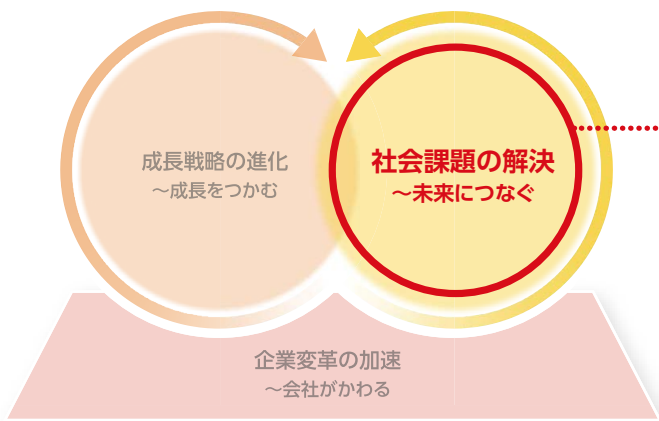 成長戦略の進化
～成長をつかむ
社会課題の解決
～未来につなぐ
企業変革の加速
～会社がかわる